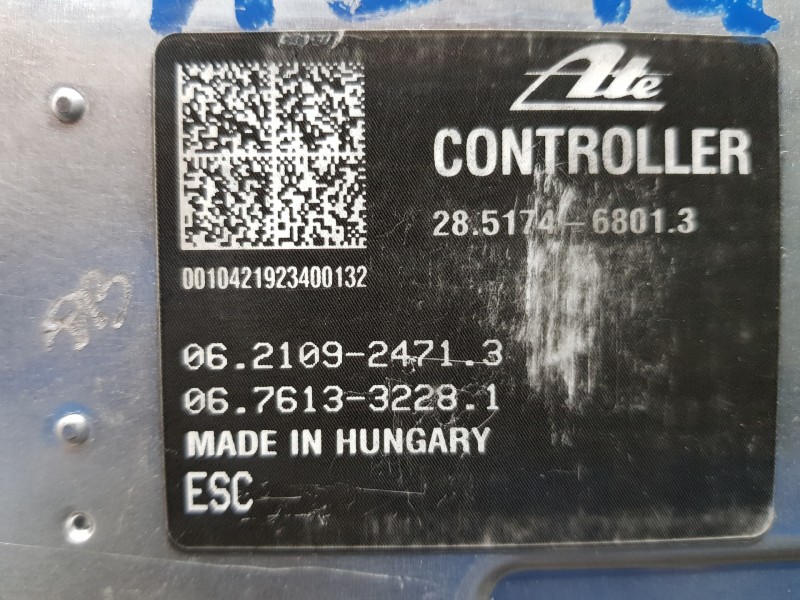 Ate
CONTROLLER
28.5174-6801.3
0010421923400132
06.2109-2471.3
06.7613-3228.1
MADE IN HUNGARY
ESC